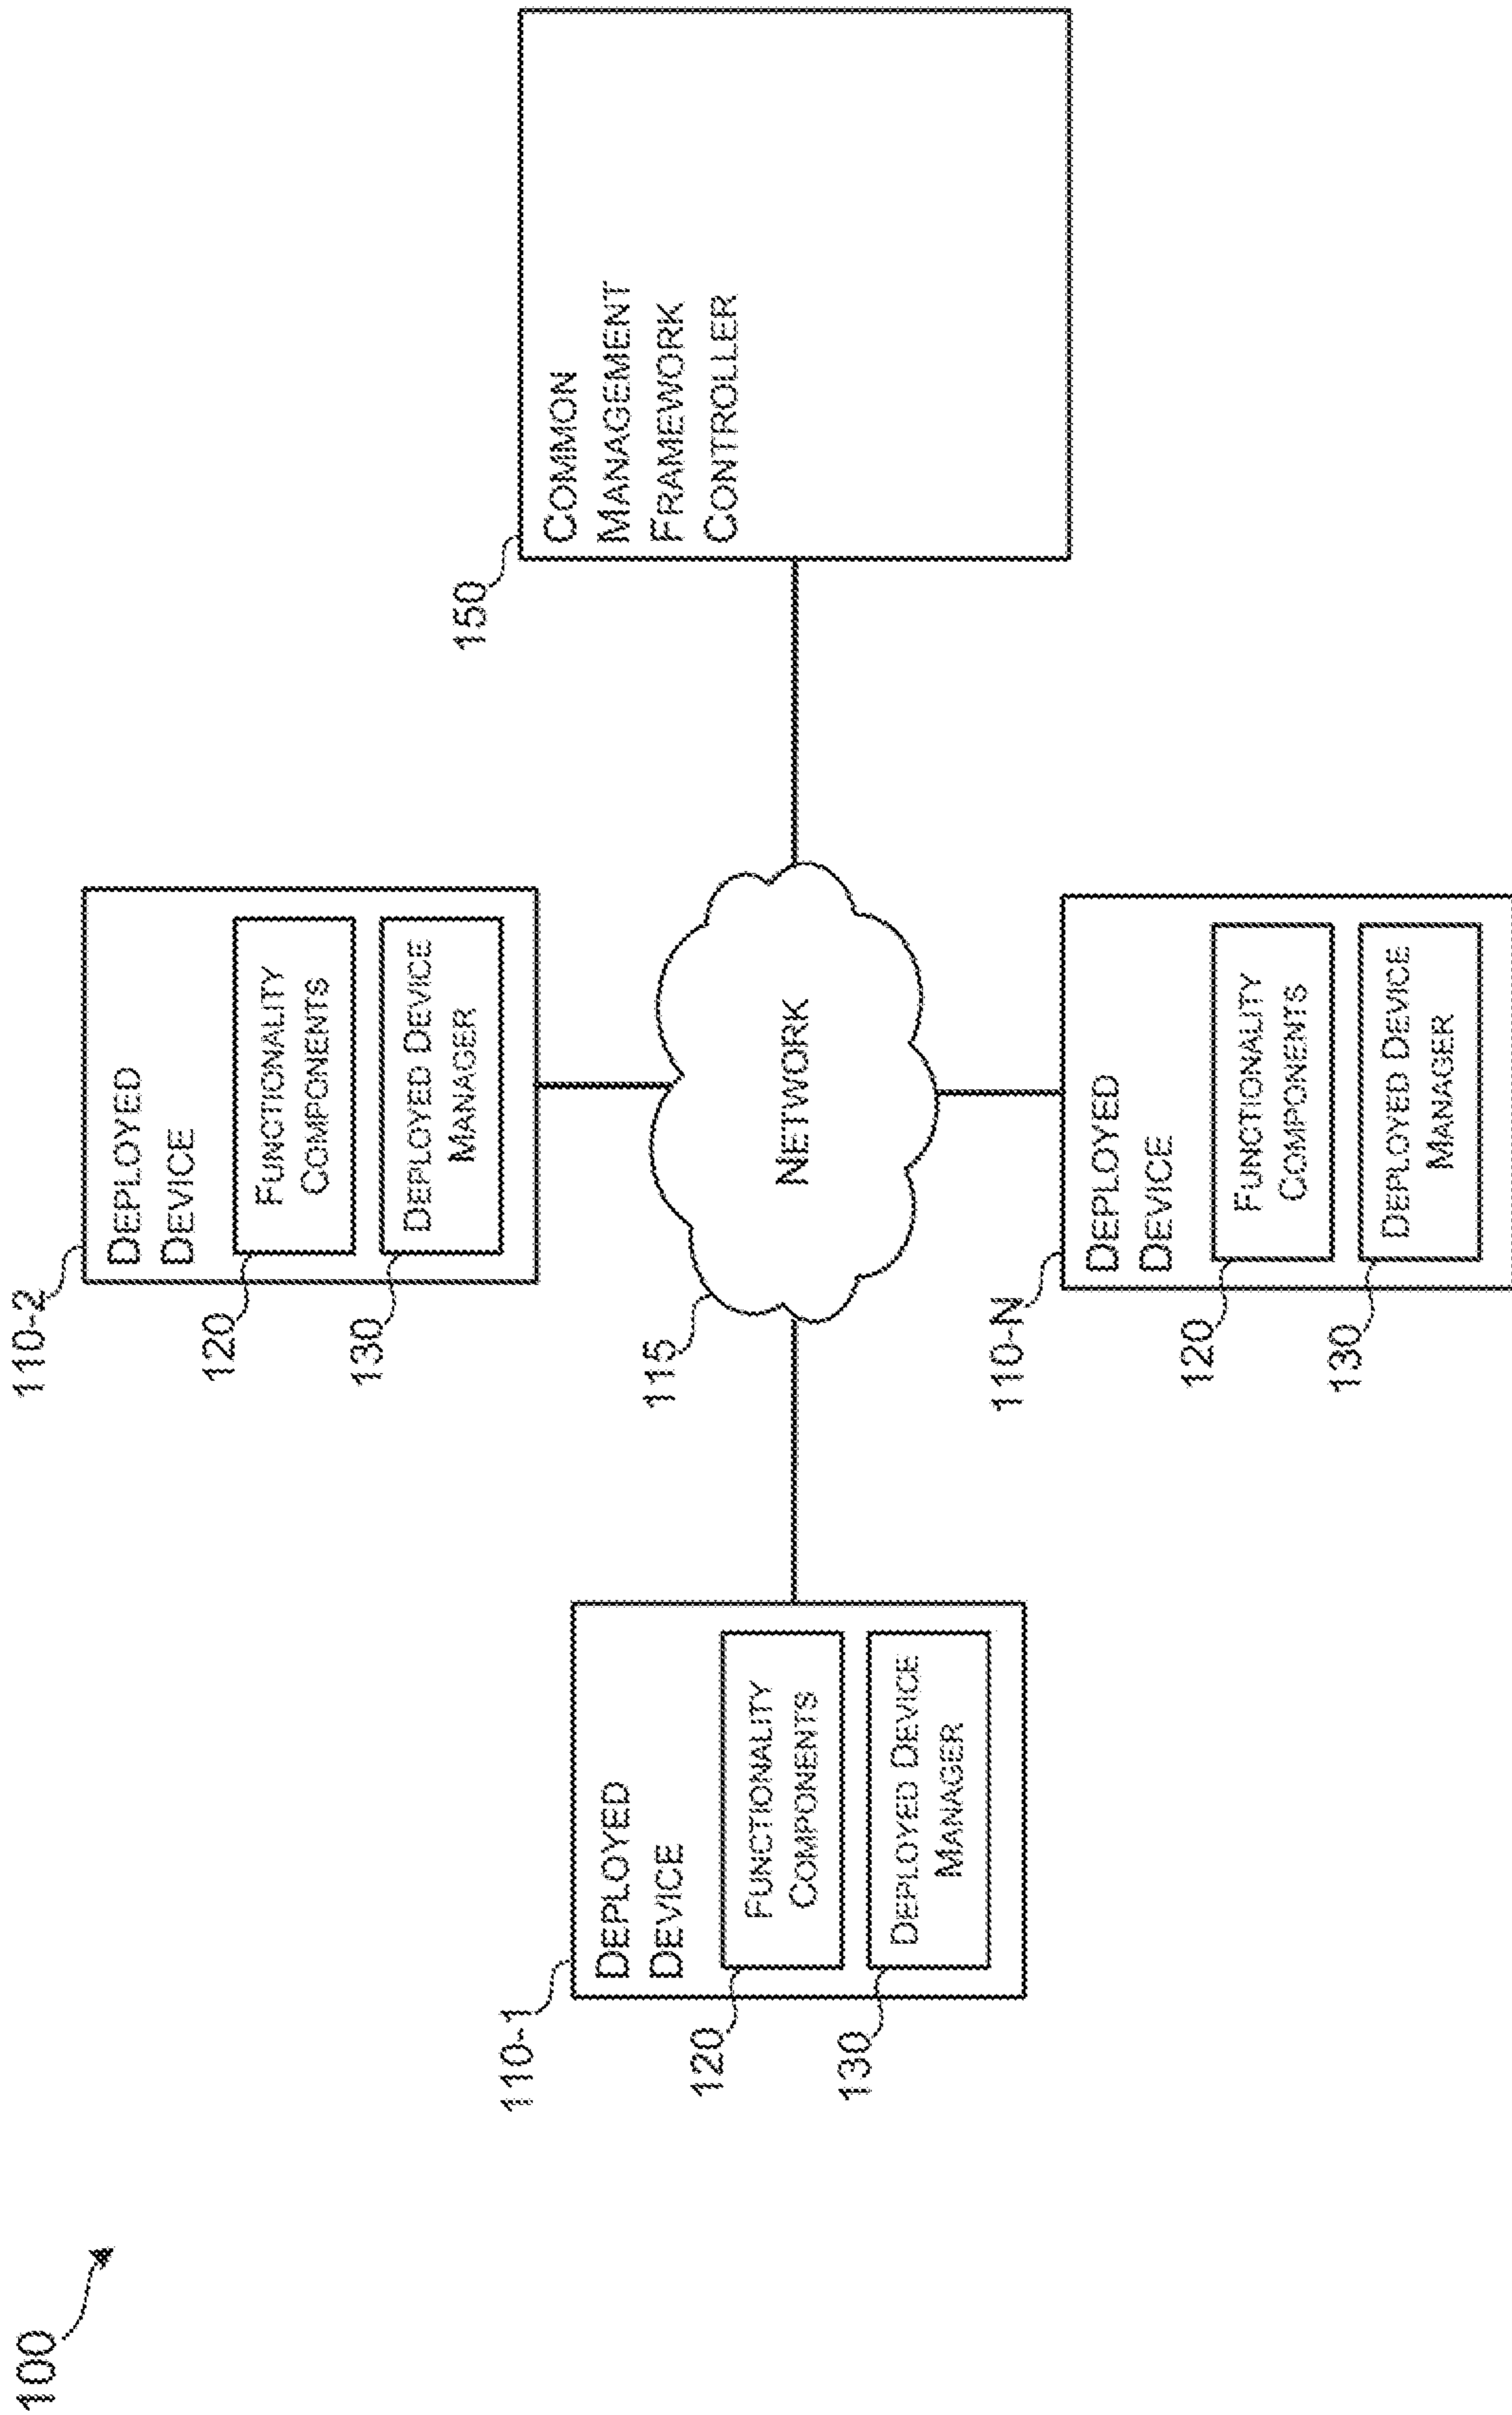 100
110-2
DEPLOYED
DEVICE
120
FUNCTIONALITY
COMPONENTS
130
DEPLOYED DEVICE
MANAGER
110-1
DEPLOYED
DEVICE
120
FUNCTIONALITY
COMPONENTS
130
DEPLOYED DEVICE
MANAGER
115
NETWORK
150
COMMON
MANAGEMENT
FRAMEWORK
CONTROLLER
110-N
DEPLOYED
DEVICE
120
FUNCTIONALITY
COMPONENTS
130
DEPLOYED DEVICE
MANAGER